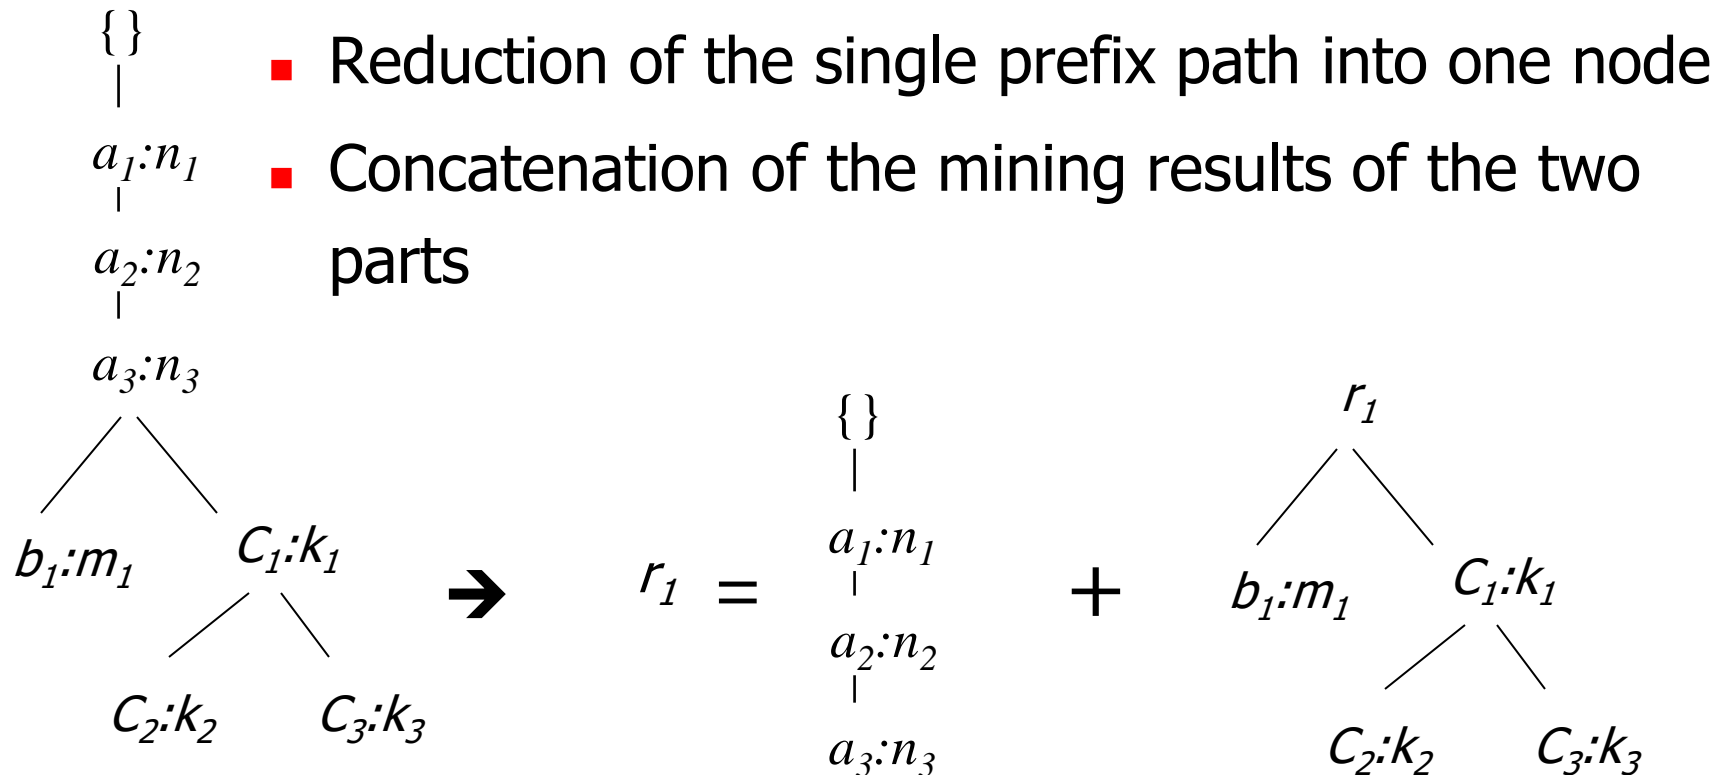 {}
■ Reduction of the single prefix path into one node
a₁:n₁
■ Concatenation of the mining results of the two
parts
a₂:n₂
a₃:n₃
b₁:m₁ C₁:k₁
C₂:k₂ C₃:k₃
➔
r₁ =
{}
a₁:n₁
a₂:n₂
a₃:n₃
+
r₁
b₁:m₁ C₁:k₁
C₂:k₂ C₃:k₃